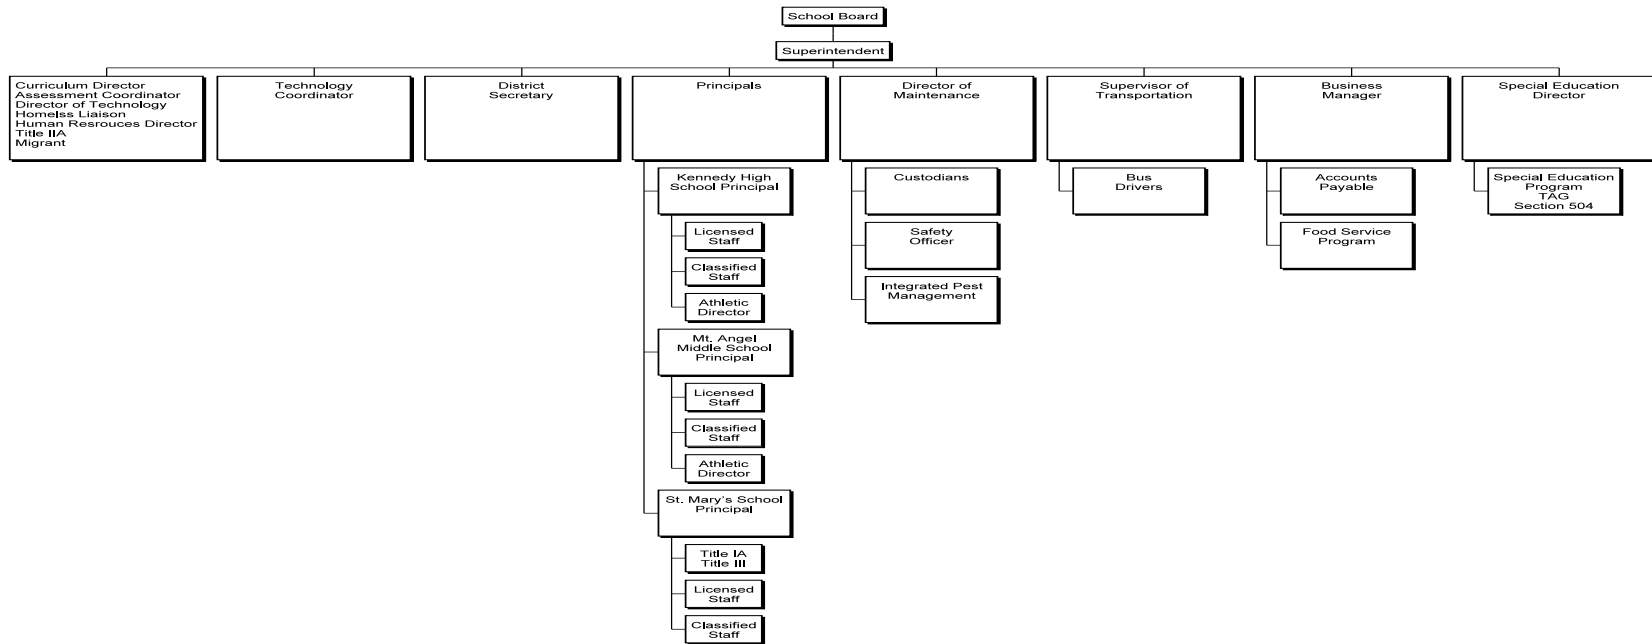 School Board
Superintendent
Curriculum Director
Assessment Coordinator
Director of Technology
Homelss Liaison
Human Resrouces Director
Title IIA
Migrant
Technology
Coordinator
District
Secretary
Principals
Director of
Maintenance
Supervisor of
Transportation
Business
Manager
Special Education
Director
Kennedy High
School Principal
Licensed
Staff
Classified
Staff
Athletic
Director
Mt. Angel
Middle School
Principal
Licensed
Staff
Classified
Staff
Athletic
Director
St. Mary's School
Principal
Title IA
Title III
Licensed
Staff
Classified
Staff
Custodians
Safety
Officer
Integrated Pest
Management
Bus
Drivers
Accounts
Payable
Food Service
Program
Special Education
Program
TAG
Section 504